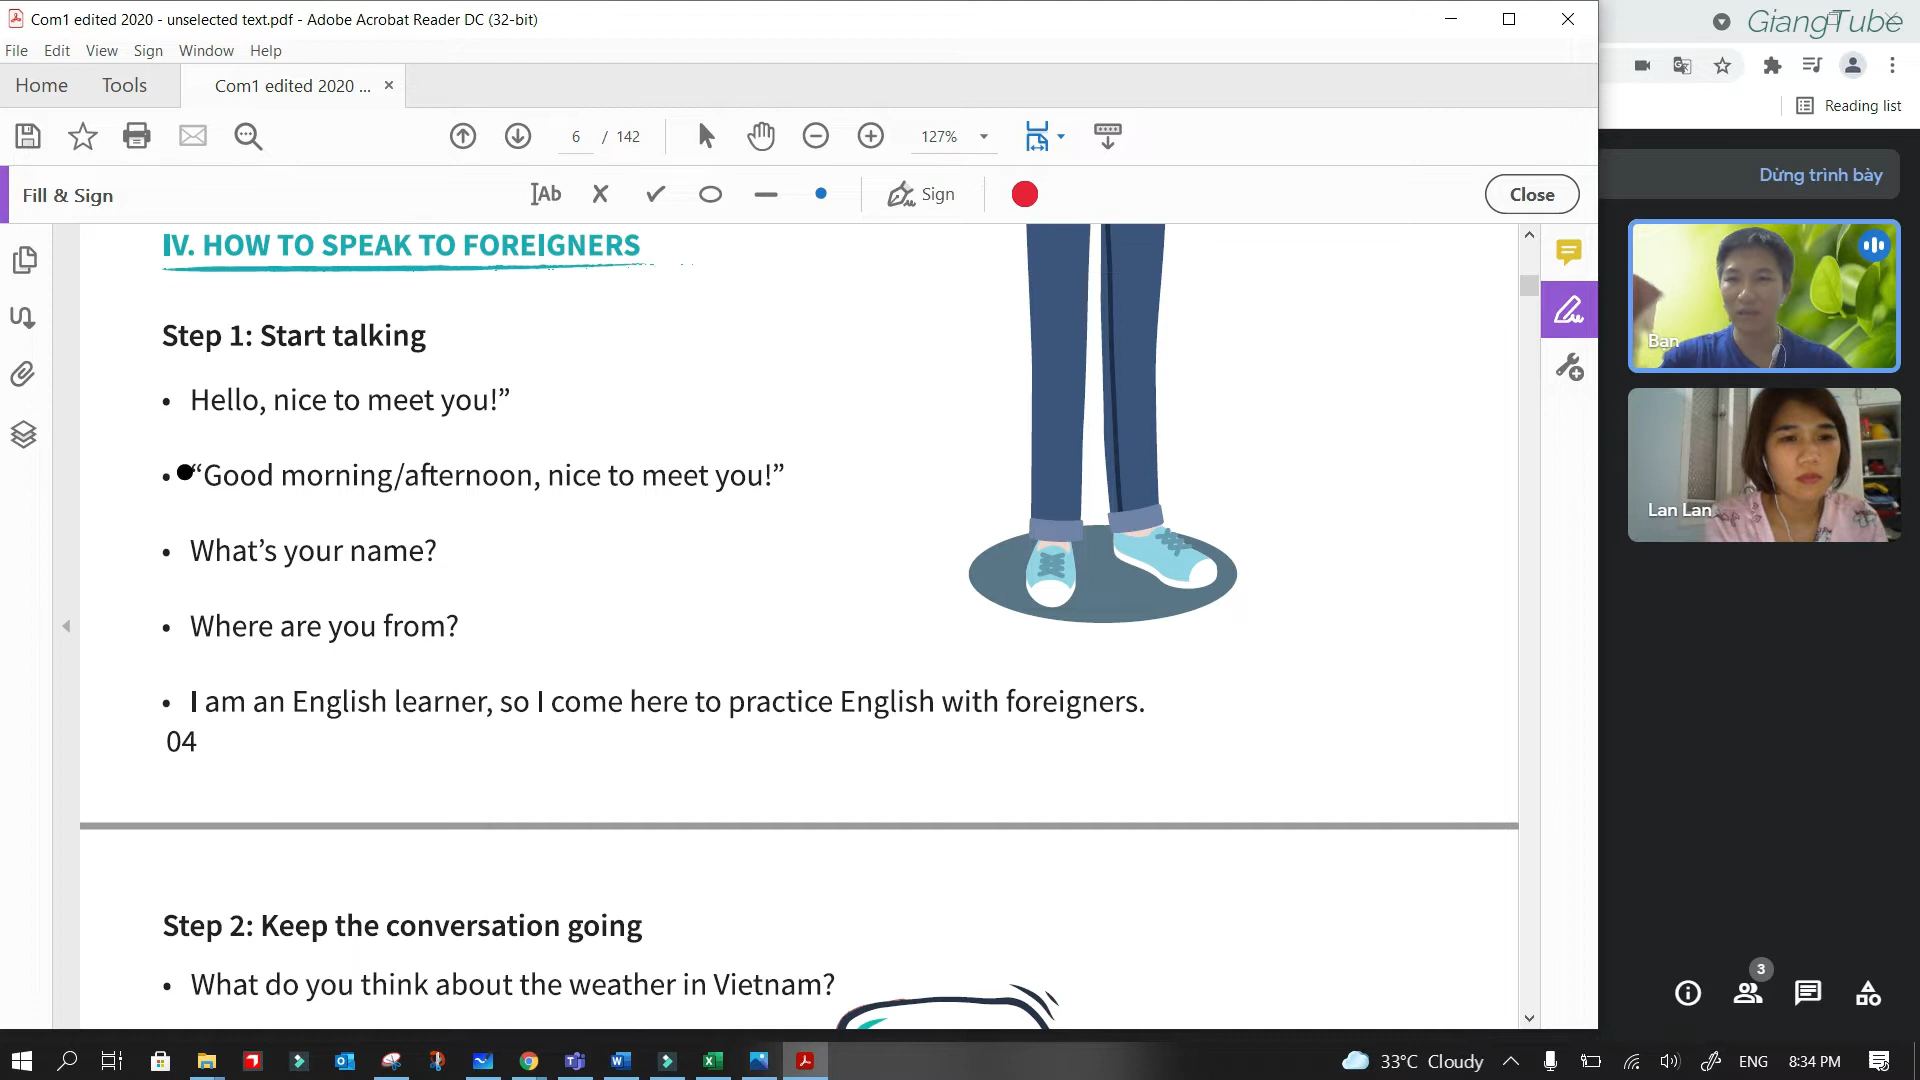 Com1 edited 2020 - unselected text.pdf - Adobe Acrobat Reader DC (32-bit)
GiangTube
File Edit View Sign Window Help
Home Tools Com1 edited 2020 ... ×
6 / 142 127%
Reading list
Fill & Sign
IAb Sign Close
Dừng trình bày
IV. HOW TO SPEAK TO FOREIGNERS
Step 1: Start talking
• Hello, nice to meet you!”
• “Good morning/afternoon, nice to meet you!”
• What’s your name?
• Where are you from?
• I am an English learner, so I come here to practice English with foreigners.
04
Step 2: Keep the conversation going
• What do you think about the weather in Vietnam?
Bạn
Lan Lan
3
33°C Cloudy ENG 8:34 PM